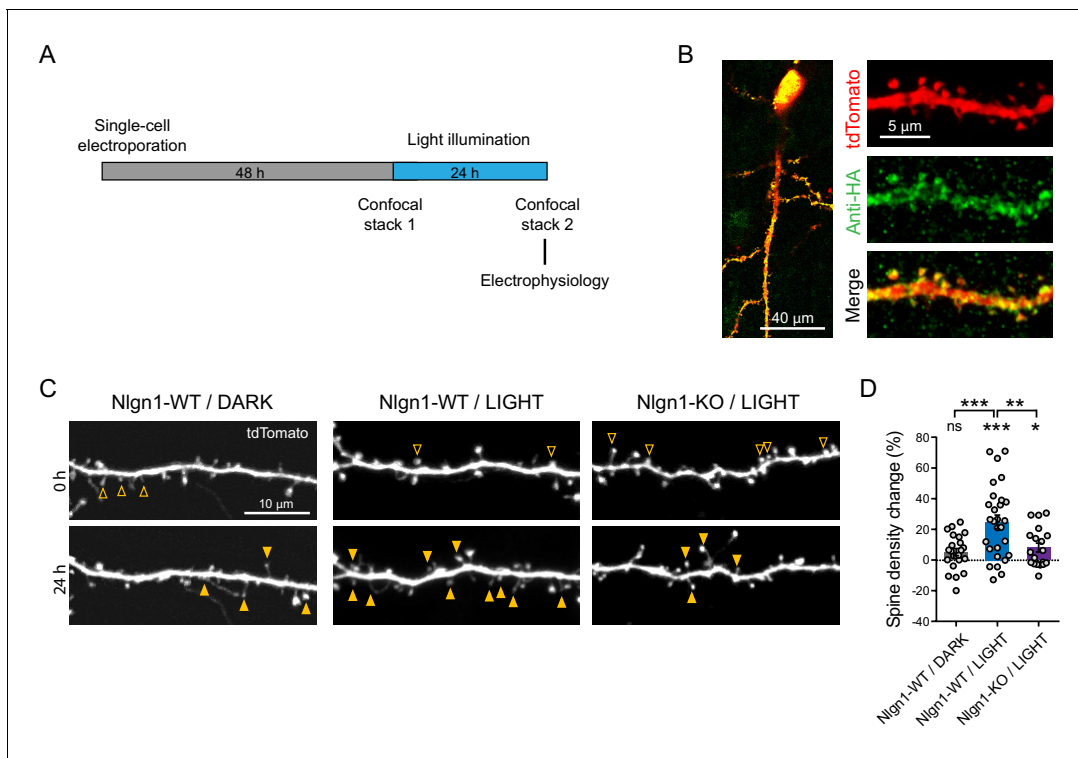 A
Single-cell
electroporation
Light illumination
48 h
24 h
Confocal
stack 1
Confocal
stack 2
Electrophysiology
B
40 µm
tdTomato
5 µm
Anti-HA
Merge
C
Nlgn1-WT / DARK
Nlgn1-WT / LIGHT
Nlgn1-KO / LIGHT
tdTomato
0 h
10 µm
24 h
D
*** **
ns *** *
Spine density change (%)
80
60
40
20
0
-20
-40
Nlgn1-WT / DARK
Nlgn1-WT / LIGHT
Nlgn1-KO / LIGHT